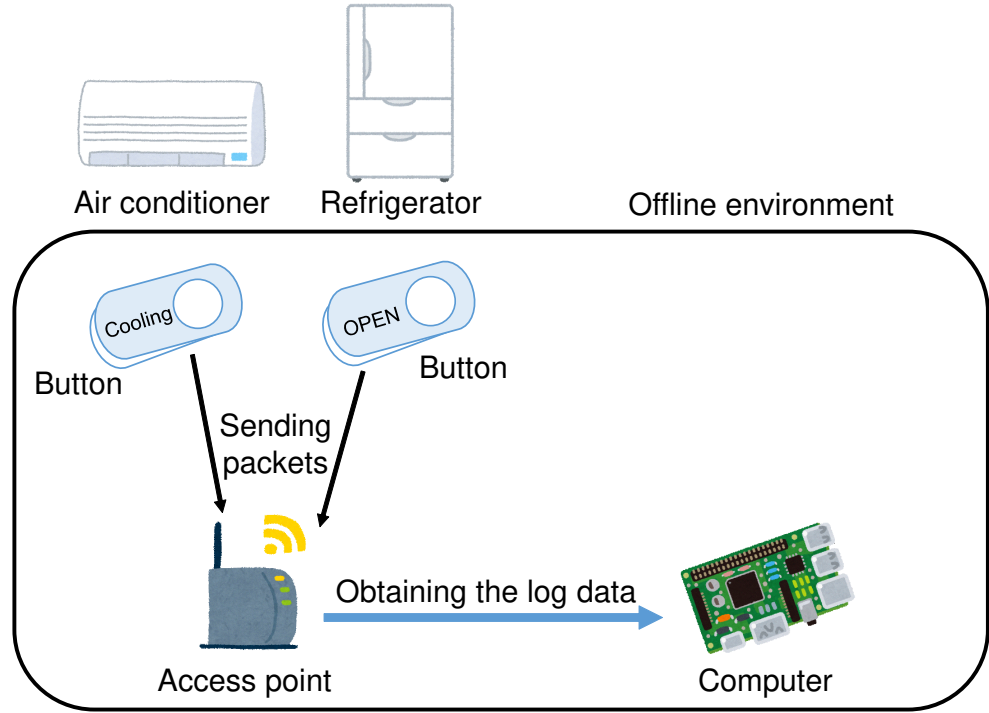 Air conditioner
Refrigerator
Offline environment
Cooling
OPEN
Button
Button
Sending
packets
Obtaining the log data
Access point
Computer